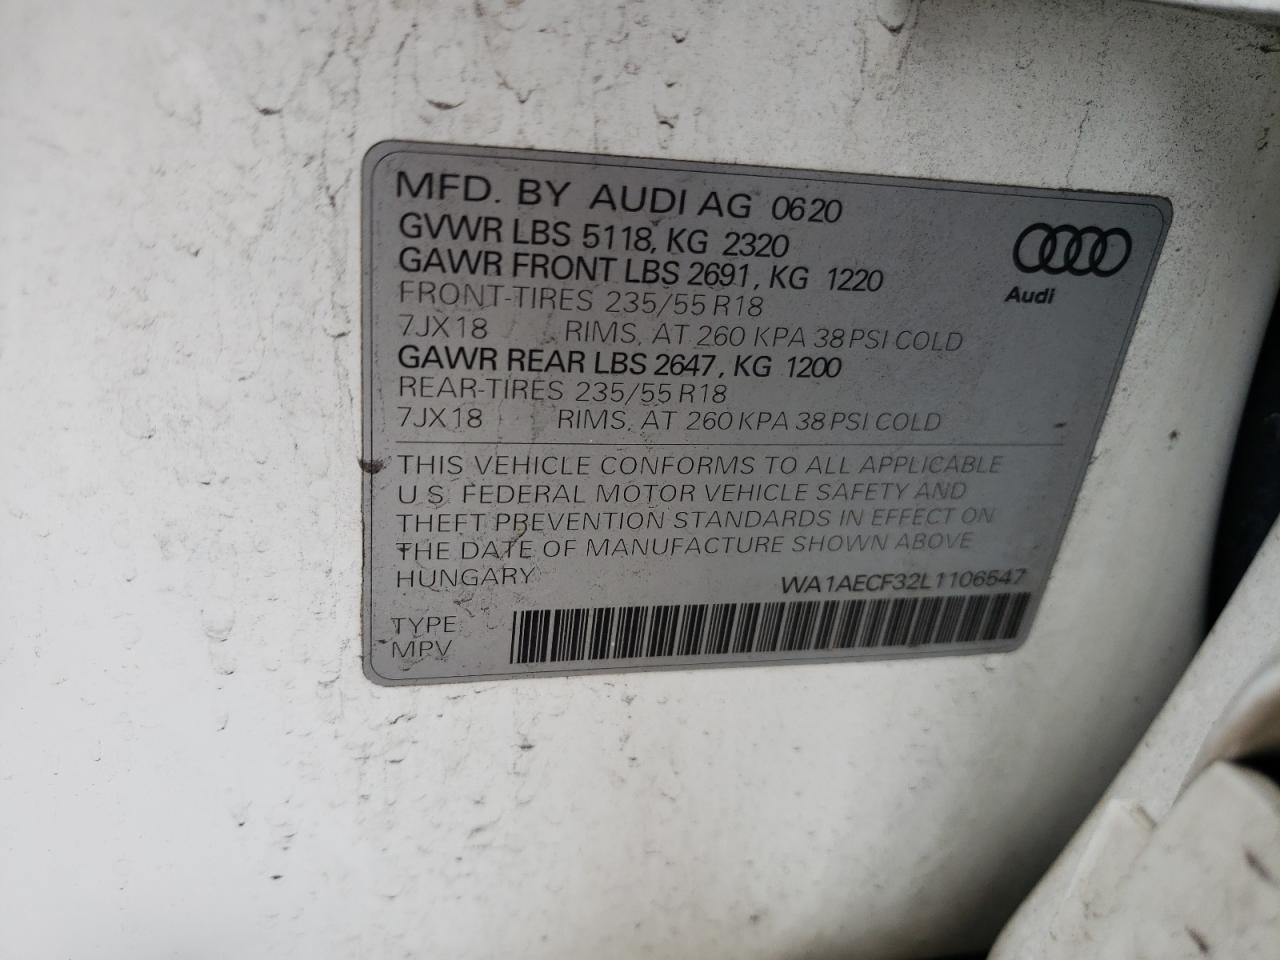 MFD. BY AUDI AG 0620
GVWR LBS 5118, KG 2320
GAWR FRONT LBS 2691, KG 1220
FRONT-TIRES 235/55 R18
7JX18 RIMS, AT 260 KPA 38 PSI COLD
GAWR REAR LBS 2647, KG 1200
REAR-TIRES 235/55 R18
7JX18 RIMS, AT 260 KPA 38 PSI COLD
Audi
THIS VEHICLE CONFORMS TO ALL APPLICABLE
U.S. FEDERAL MOTOR VEHICLE SAFETY AND
THEFT PREVENTION STANDARDS IN EFFECT ON
THE DATE OF MANUFACTURE SHOWN ABOVE
HUNGARY WA1AECF32L1106547
TYPE
MPV